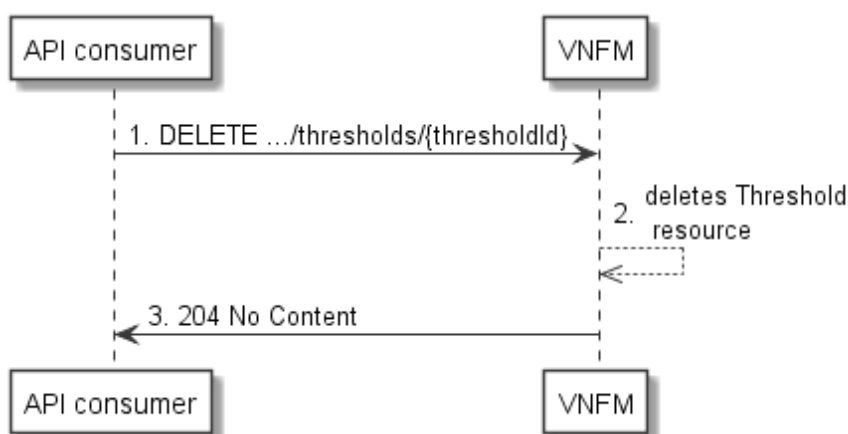 API consumer
VNFM
1. DELETE .../thresholds/{thresholdId}
2. deletes Threshold
resource
3. 204 No Content
API consumer
VNFM